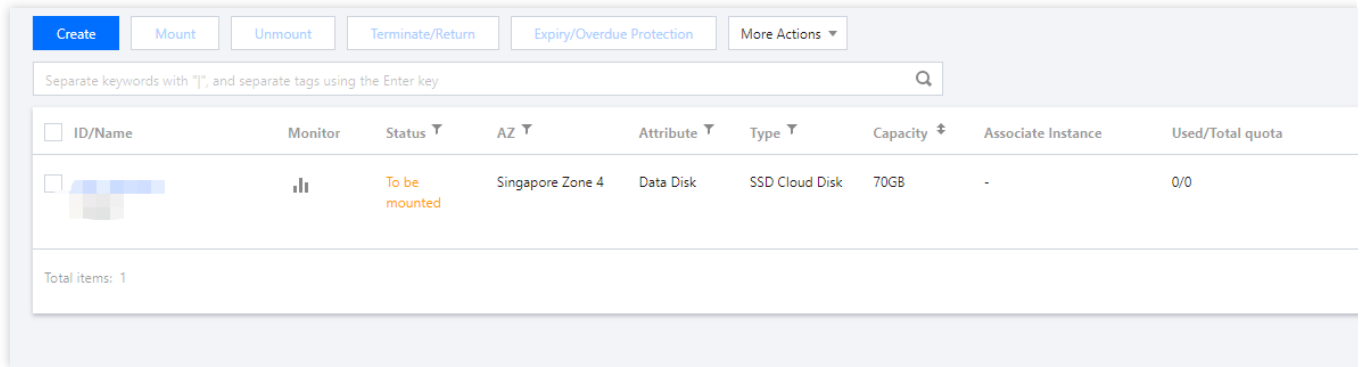 Create Mount Unmount Terminate/Return Expiry/Overdue Protection More Actions
Separate keywords with "|", and separate tags using the Enter key
ID/Name Monitor Status AZ Attribute Type Capacity Associate Instance Used/Total quota
To be Singapore Zone 4 Data Disk SSD Cloud Disk 70GB - 0/0
mounted
Total items: 1